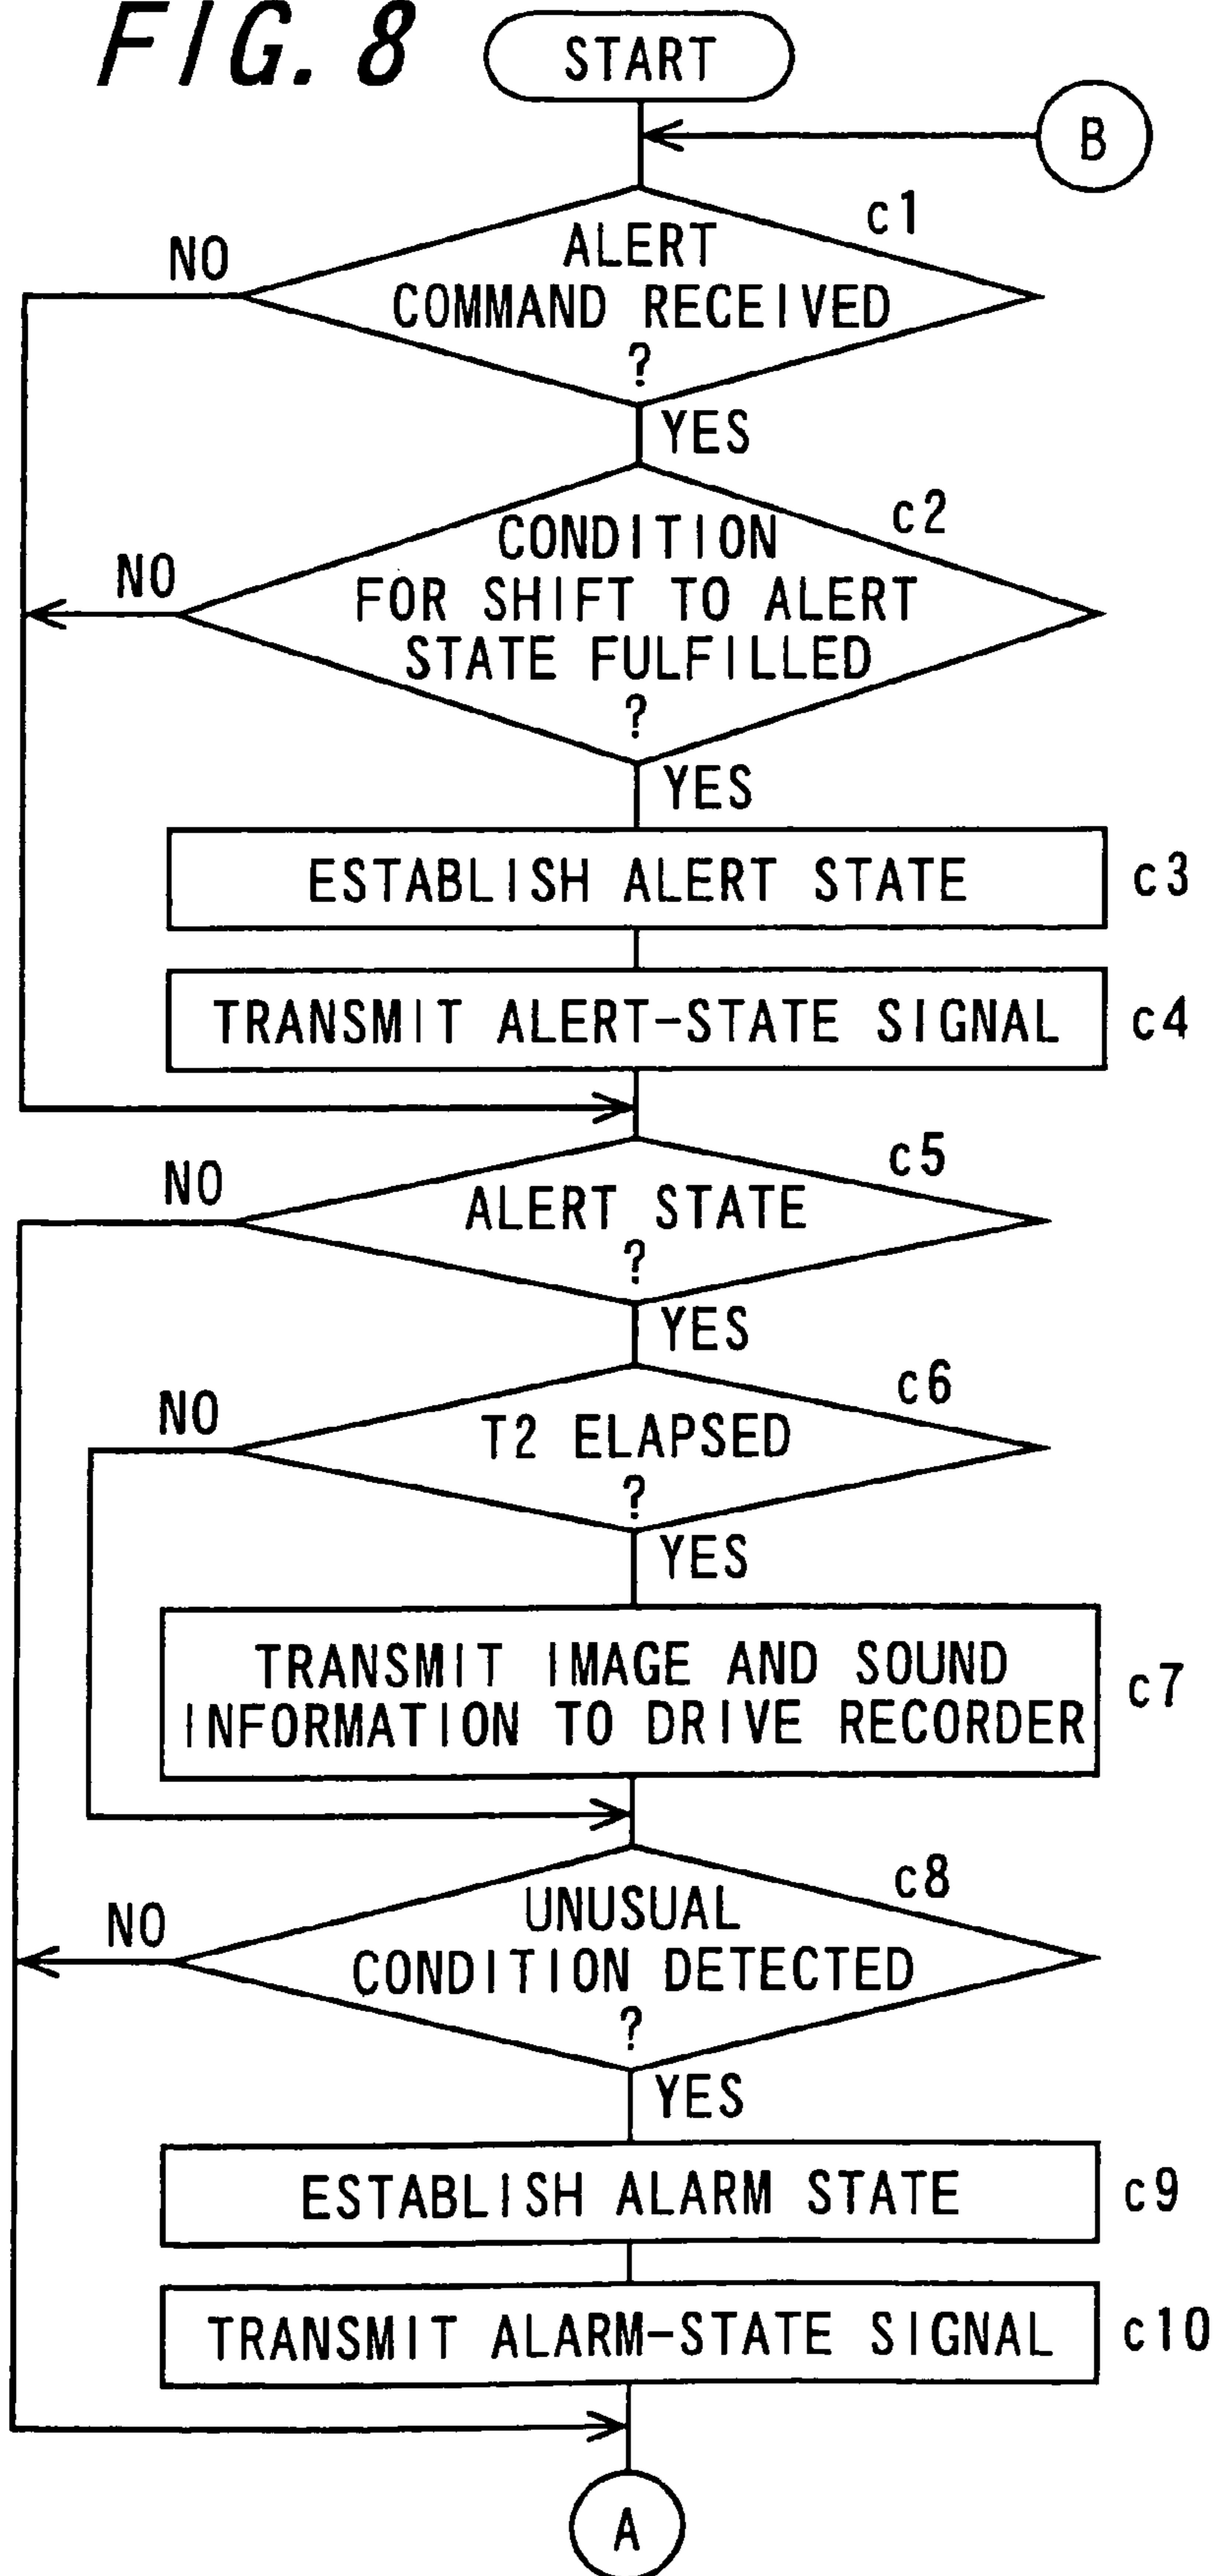 FIG. 8
START
B
c1
NO
ALERT
COMMAND RECEIVED
?
YES
c2
NO
CONDITION
FOR SHIFT TO ALERT
STATE FULFILLED
?
YES
ESTABLISH ALERT STATE
c3
TRANSMIT ALERT-STATE SIGNAL
c4
c5
NO
ALERT STATE
?
YES
c6
NO
T2 ELAPSED
?
YES
TRANSMIT IMAGE AND SOUND
INFORMATION TO DRIVE RECORDER
c7
c8
NO
UNUSUAL
CONDITION DETECTED
?
YES
ESTABLISH ALARM STATE
c9
TRANSMIT ALARM-STATE SIGNAL
c10
A